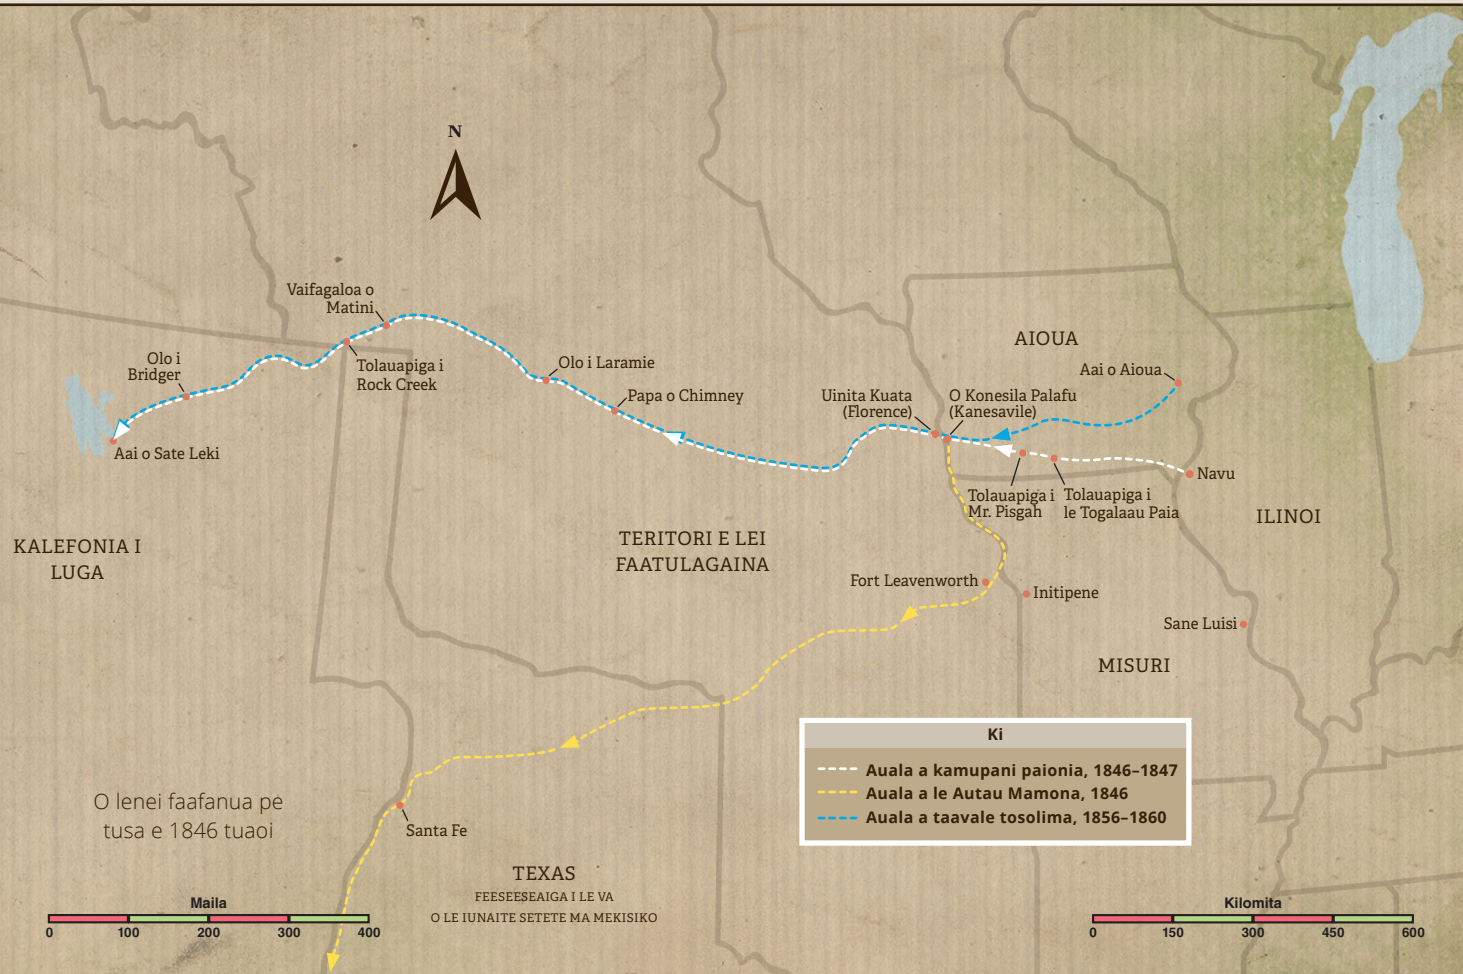 N
Vaifagaloa o
Matini
AIOUA
Olo i
Bridger
Tolauapiga i
Rock Creek
Olo i Laramie
Papa o Chimney
Uinita Kuata
(Florence)
O Konesila Palafu
(Kanesavile)
Aai o Aioua
Aai o Sate Leki
Navu
Tolauapiga i
Mr. Pisgah
Tolauapiga i
le Togalaau Paia
ILINOI
KALEFONIA I
LUGA
TERITORI E LEI
FAATULAGAINA
Fort Leavenworth
Initipene
Sane Luisi
MISURI
Ki
Auala a kamupani paionia, 1846–1847
Auala a le Autau Mamona, 1846
Auala a taavale tosolima, 1856–1860
O lenei faafanua pe
tusa e 1846 tuaoi
Santa Fe
TEXAS
FEESEESEAIGA I LE VA
O LE IUNAITE SETETE MA MEKISIKO
Maila
0 100 200 300 400
Kilomita
0 150 300 450 600